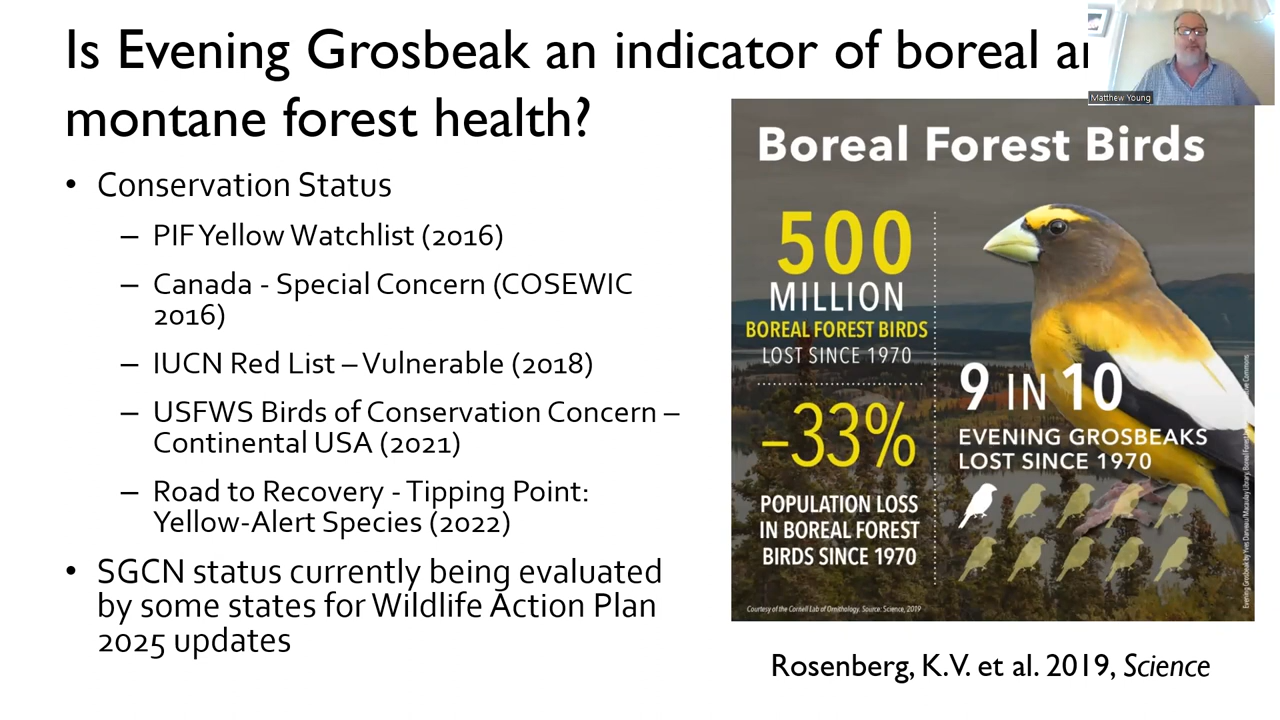 Is Evening Grosbeak an indicator of boreal
montane forest health?
Matthew Young
• Conservation Status
– PIF Yellow Watchlist (2016)
– Canada - Special Concern (COSEWIC
2016)
– IUCN Red List – Vulnerable (2018)
– USFWS Birds of Conservation Concern –
Continental USA (2021)
– Road to Recovery - Tipping Point:
Yellow-Alert Species (2022)
• SGCN status currently being evaluated
by some states for Wildlife Action Plan
2025 updates
Boreal Forest Birds
500
MILLION
BOREAL FOREST BIRDS
LOST SINCE 1970
-33%
POPULATION LOSS
IN BOREAL FOREST
BIRDS SINCE 1970
9 IN 10
EVENING GROSBEAKS
LOST SINCE 1970
Courtesy of the Cornell Lab of Ornithology. Source: Science, 2019
Rosenberg, K.V. et al. 2019, Science